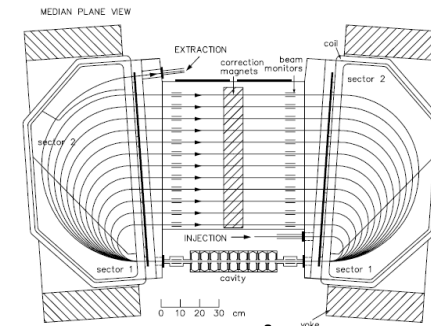 MEDIAN PLANE VIEW
EXTRACTION
correction
magnets
beam
monitors
coil
sector 2
sector 2
INJECTION
sector 1
cavity
sector 1
0 10 20 30 cm
yoke